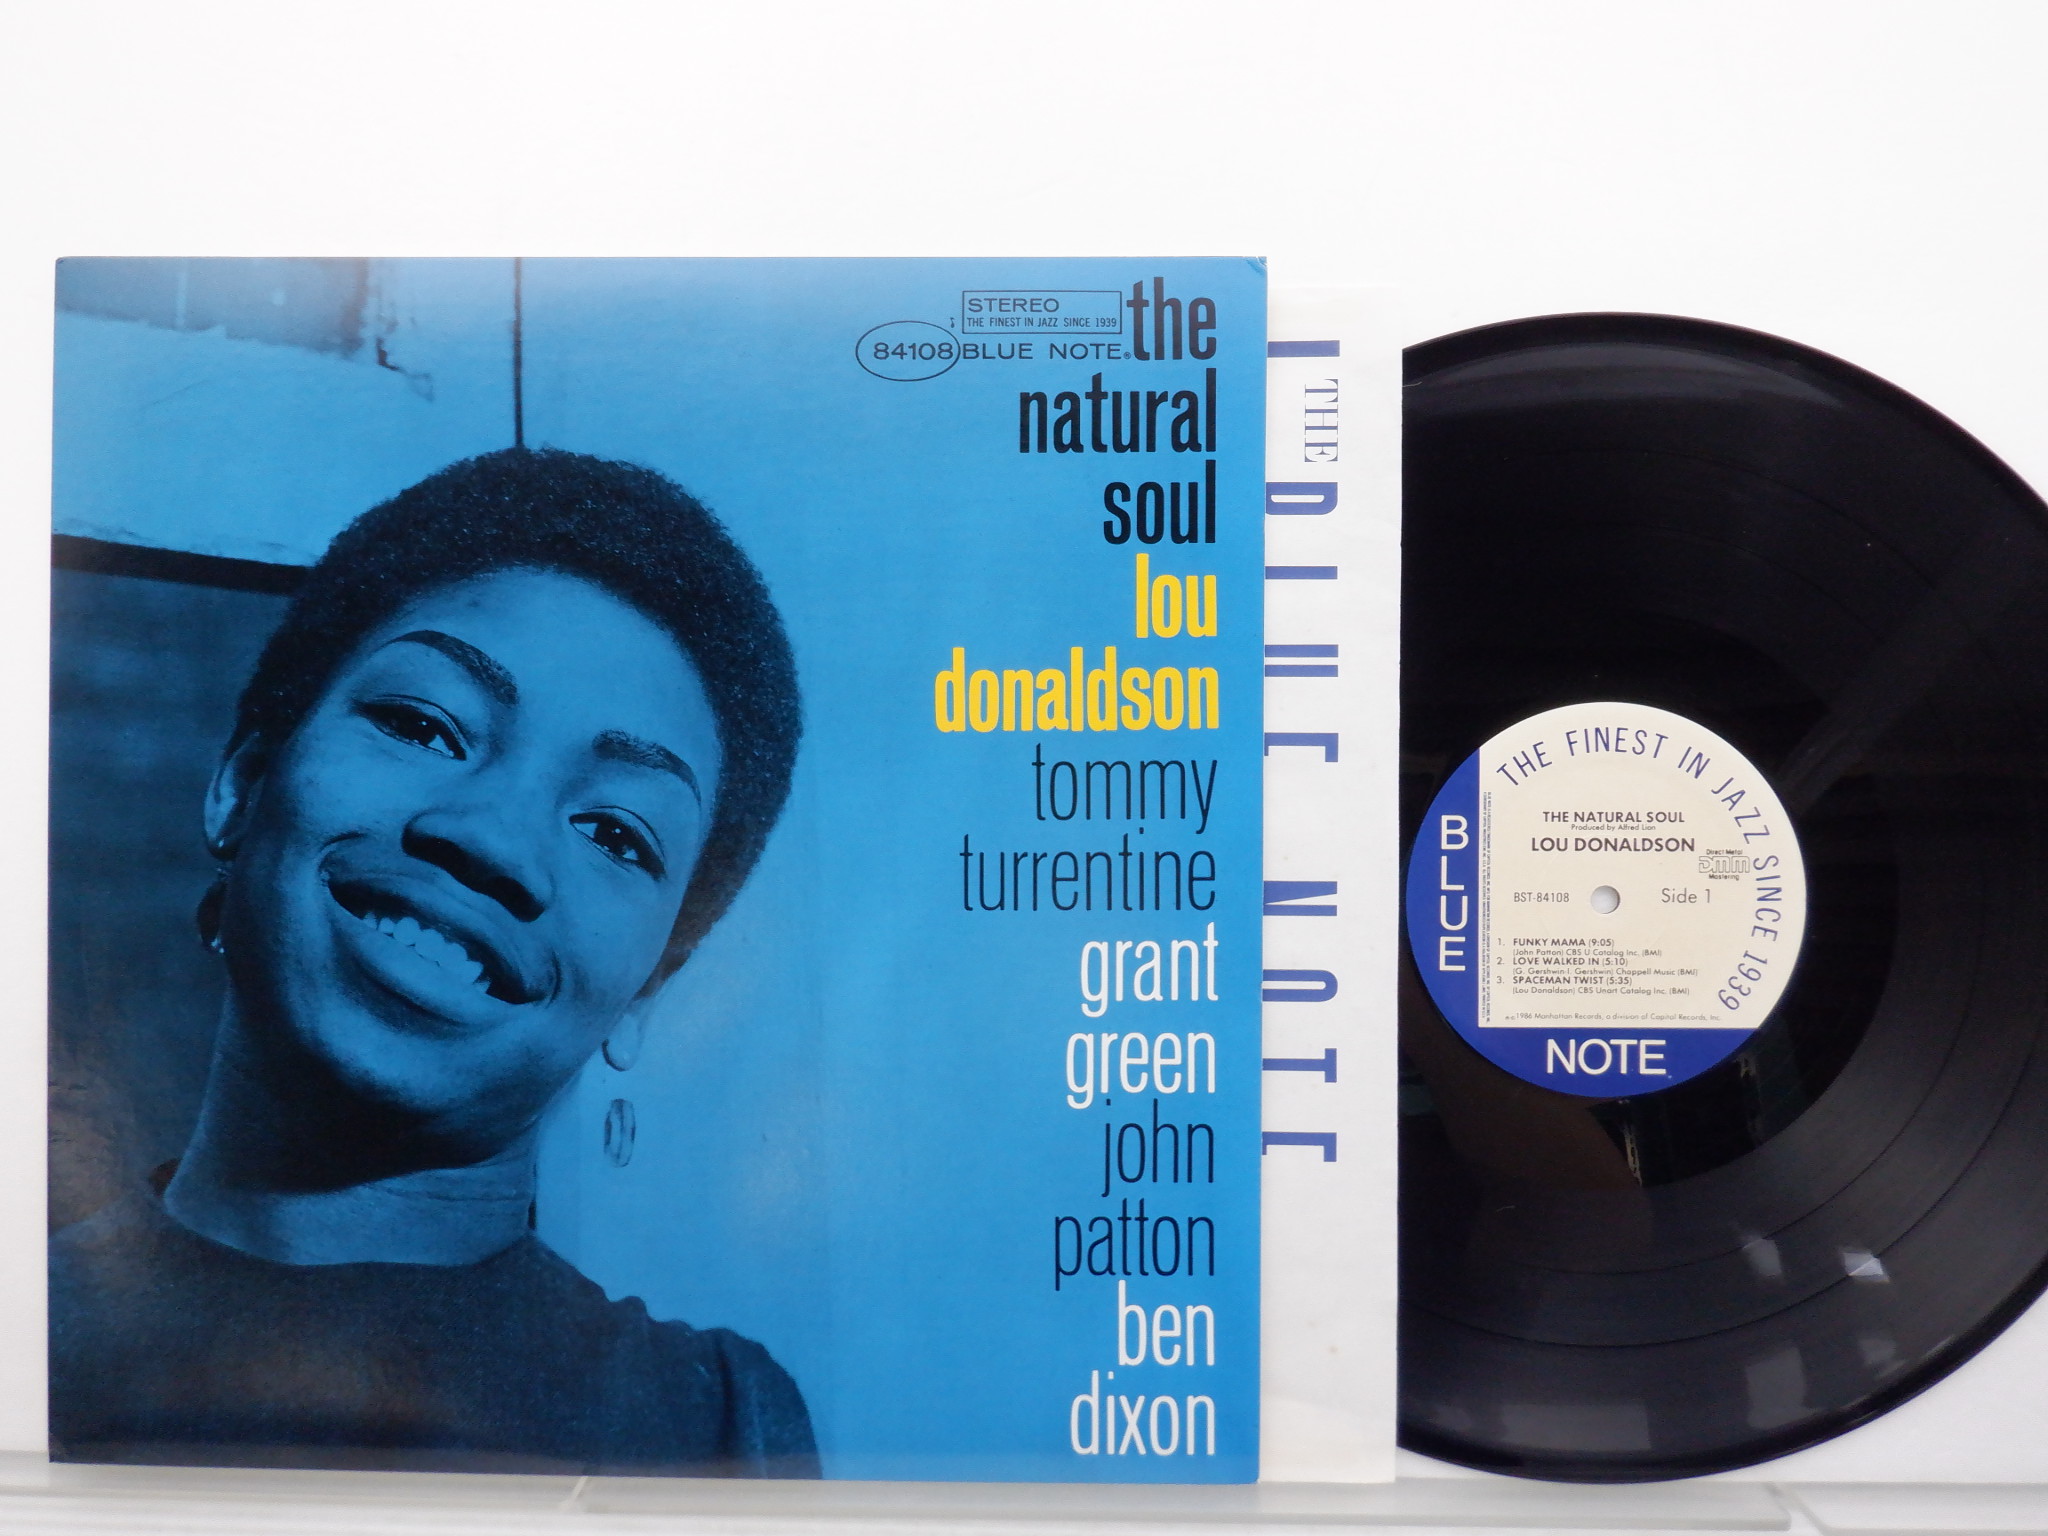 STEREO
THE FINEST IN JAZZ SINCE 1939
84108 BLUE NOTE®
the
natural
soul
lou
donaldson
tommy
turrentine
grant
green
john
patton
ben
dixon
THE BLUE NOTE
THE FINEST IN JAZZ SINCE 1939
BLUE
NOTE
THE NATURAL SOUL
Produced by Alfred Lion
LOU DONALDSON
Direct Metal
DMM
Mastering
BST-84108
Side 1
1. FUNKY MAMA (9:05)
(John Patton) CBS U Catalog Inc. (BMI)
2. LOVE WALKED IN (5:10)
(G. Gershwin-I. Gershwin) Chappell Music (BMI)
3. SPACEMAN TWIST (5:35)
(Lou Donaldson) CBS Unart Catalog Inc. (BMI)
1986 Manhattan Records, a division of Capitol Records, Inc.